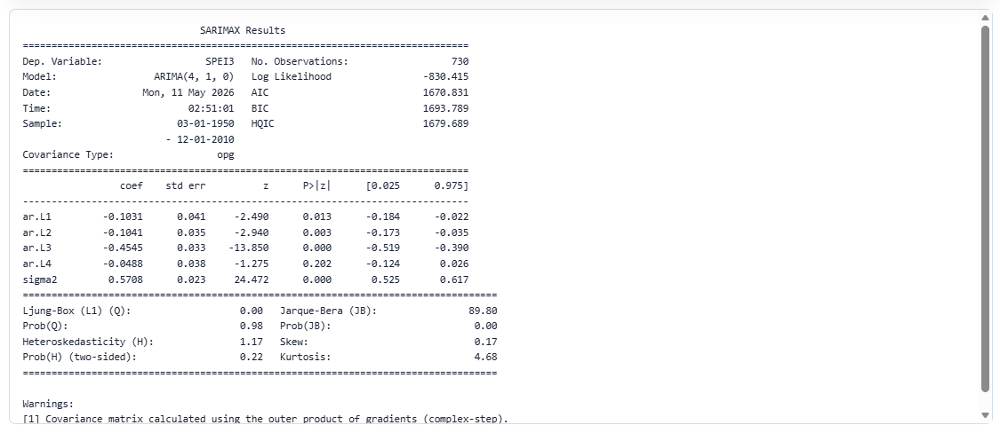 SARIMAX Results
==============================================================================
Dep. Variable:                  SPEI3   No. Observations:                  730
Model:                 ARIMA(4, 1, 0)   Log Likelihood                -830.415
Date:                Mon, 11 May 2026   AIC                           1670.831
Time:                        02:51:01   BIC                           1693.789
Sample:                    03-01-1950   HQIC                          1679.689
- 12-01-2010
Covariance Type:                  opg
==============================================================================
coef    std err          z      P>|z|      [0.025      0.975]
------------------------------------------------------------------------------
ar.L1         -0.1031      0.041     -2.490      0.013      -0.184      -0.022
ar.L2         -0.1041      0.035     -2.940      0.003      -0.173      -0.035
ar.L3         -0.4545      0.033    -13.850      0.000      -0.519      -0.390
ar.L4         -0.0488      0.038     -1.275      0.202      -0.124       0.026
sigma2         0.5708      0.023     24.472      0.000       0.525       0.617
===================================================================================
Ljung-Box (L1) (Q):                   0.00   Jarque-Bera (JB):                89.80
Prob(Q):                              0.98   Prob(JB):                         0.00
Heteroskedasticity (H):               1.17   Skew:                             0.17
Prob(H) (two-sided):                  0.22   Kurtosis:                         4.68
===================================================================================
Warnings:
[1] Covariance matrix calculated using the outer product of gradients (complex-step).